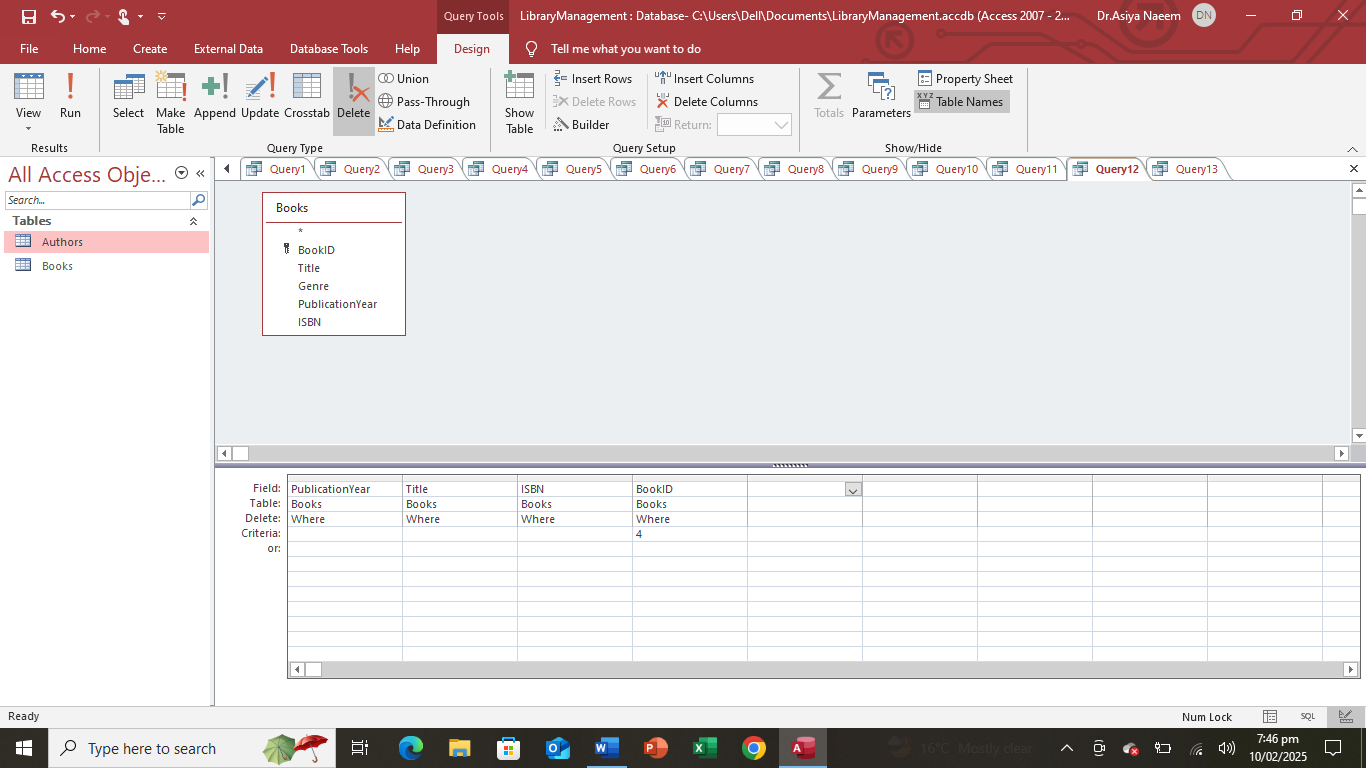 Query Tools
LibraryManagement : Database- C:\Users\Dell\Documents\LibraryManagement.accdb (Access 2007 - 2...
Dr.Asiya Naeem
DN
File Home Create External Data Database Tools Help Design Tell me what you want to do
View
Run
Select
Make Table
Append
Update
Crosstab
Delete
Union
Pass-Through
Data Definition
Show Table
Insert Rows
Delete Rows
Builder
Insert Columns
Delete Columns
Return:
Totals
Parameters
Property Sheet
XYZ
Table Names
Results
Query Type
Query Setup
Show/Hide
All Access Obje...
Search...
Tables
Authors
Books
Query1 Query2 Query3 Query4 Query5 Query6 Query7 Query8 Query9 Query10 Query11 Query12 Query13
Books
*
BookID
Title
Genre
PublicationYear
ISBN
Field: PublicationYear Title ISBN BookID
Table: Books Books Books Books
Delete: Where Where Where Where
Criteria: 4
or:
Ready
Num Lock
SQL
Type here to search
16°C Mostly clear
7:46 pm
10/02/2025